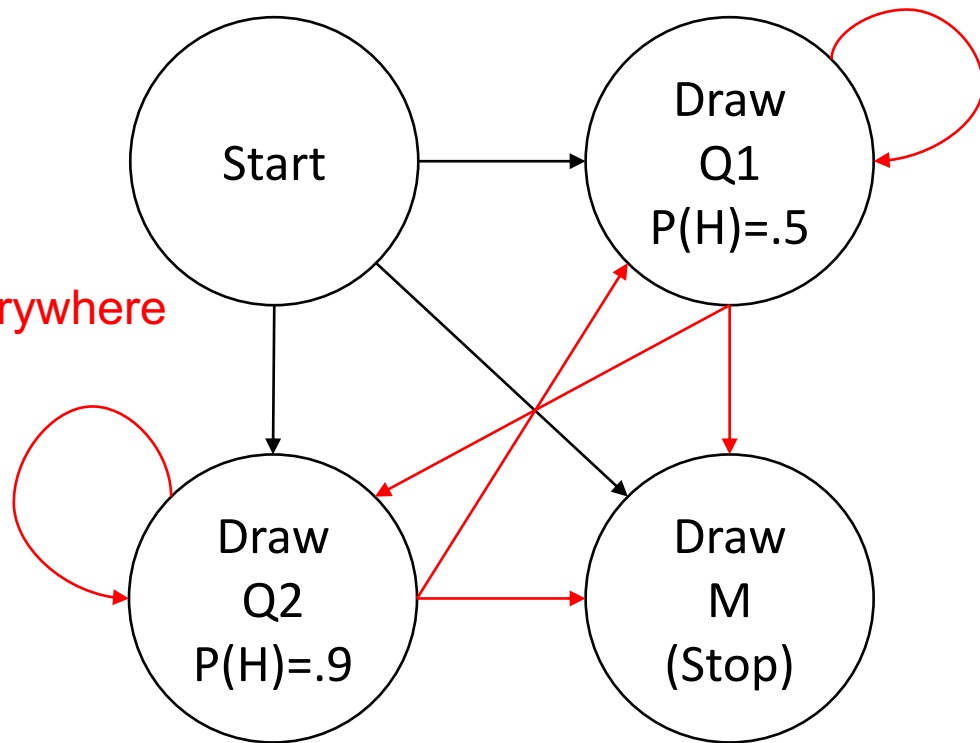 Start
Draw
Q1
P(H)=.5
rywhere
Draw
Q2
P(H)=.9
Draw
M
(Stop)